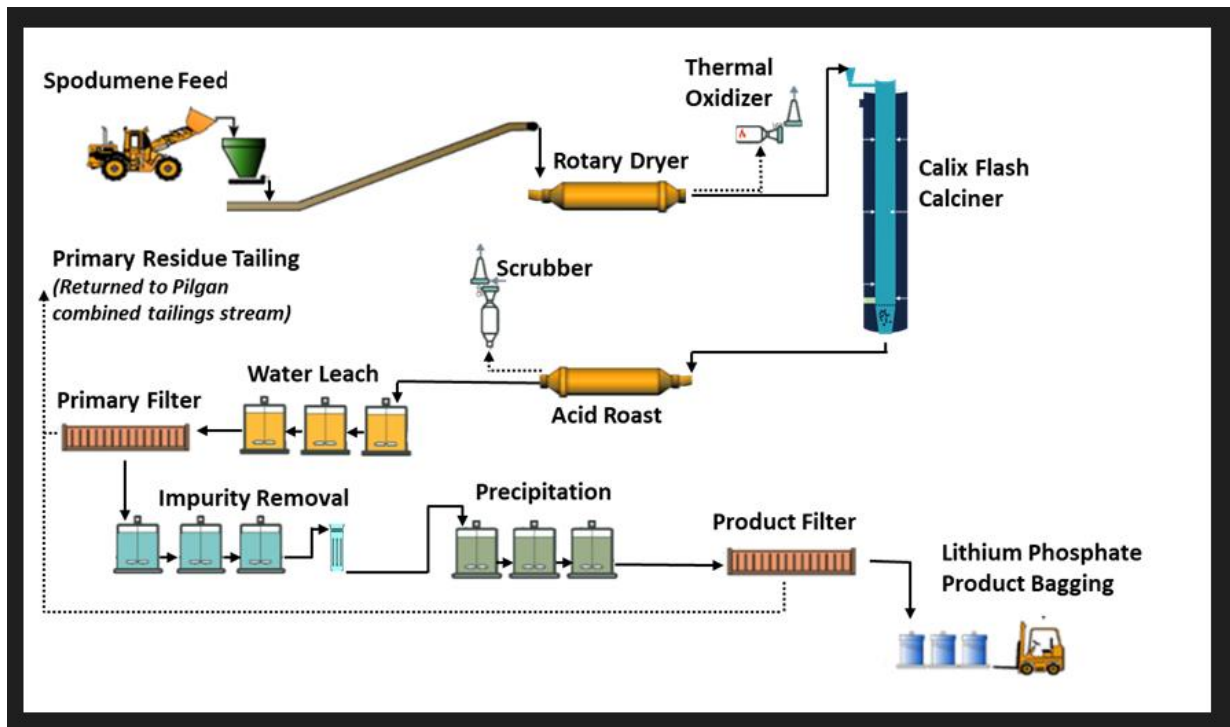 Spodumene Feed
Thermal
Oxidizer
Rotary Dryer
Calix Flash
Calciner
Primary Residue Tailing
(Returned to Pilgan
combined tailings stream)
Scrubber
Water Leach
Primary Filter
Acid Roast
Impurity Removal
Precipitation
Product Filter
Lithium Phosphate
Product Bagging